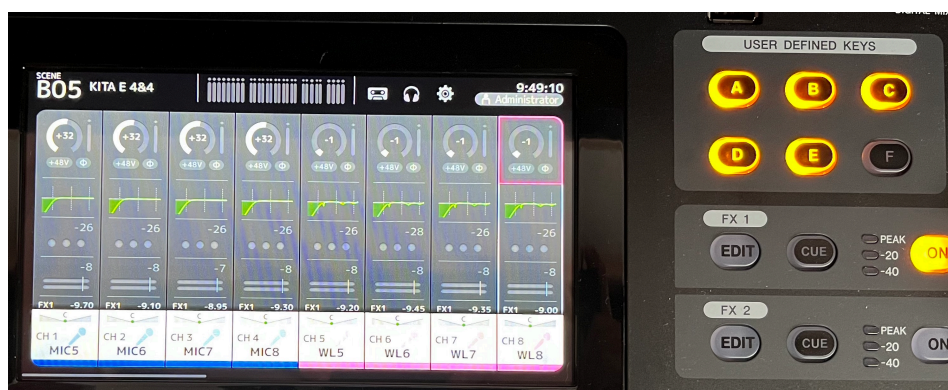 DIGITAL MIX
SCENE
B05 KITA E 4&4
9:49:10
Administrator
+32 +32 +32 +32 -1 -1 -1 -1
+48V Φ +48V Φ +48V Φ +48V Φ +48V Φ +48V Φ +48V Φ +48V Φ
-26 -26 -26 -26 -26 -28 -26 -26
-8 -8 -7 -8 -8 -8 -8 -8
FX1 -9.70 FX1 -9.10 FX1 -8.95 FX1 -9.30 FX1 -9.20 FX1 -9.45 FX1 -9.35 FX1 -9.00
C C C C C C C C
CH 1 CH 2 CH 3 CH 4 CH 5 CH 6 CH 7 CH 8
MIC5 MIC6 MIC7 MIC8 WL5 WL6 WL7 WL8
USER DEFINED KEYS
A B C
D E F
FX 1
EDIT CUE PEAK ON
-20
-40
FX 2
EDIT CUE PEAK ON
-20
-40